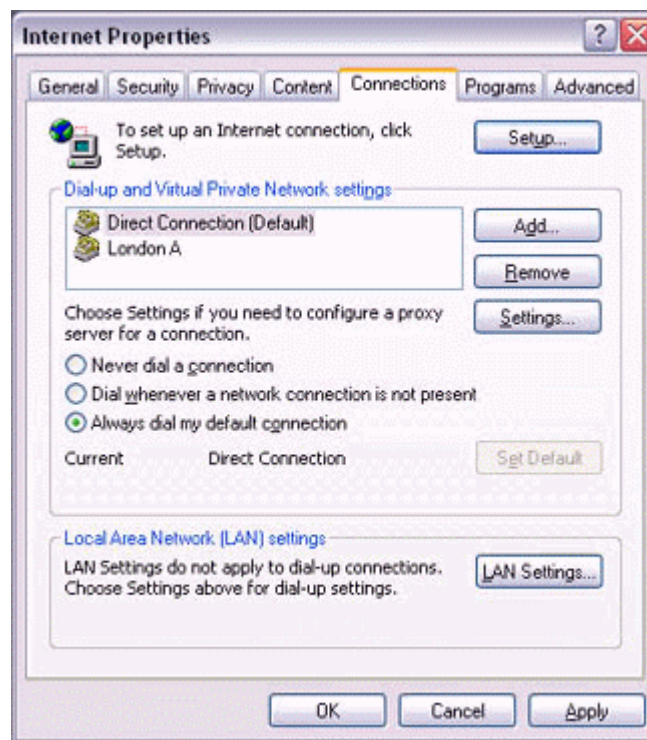 Internet Properties
General Security Privacy Content Connections Programs Advanced
To set up an Internet connection, click
Setup.
Setup...
Dial-up and Virtual Private Network settings
Direct Connection (Default)
London A
Add...
Remove
Choose Settings if you need to configure a proxy
server for a connection.
Settings...
Never dial a connection
Dial whenever a network connection is not present
Always dial my default connection
Current Direct Connection Set Default
Local Area Network (LAN) settings
LAN Settings do not apply to dial-up connections.
Choose Settings above for dial-up settings.
LAN Settings...
OK Cancel Apply